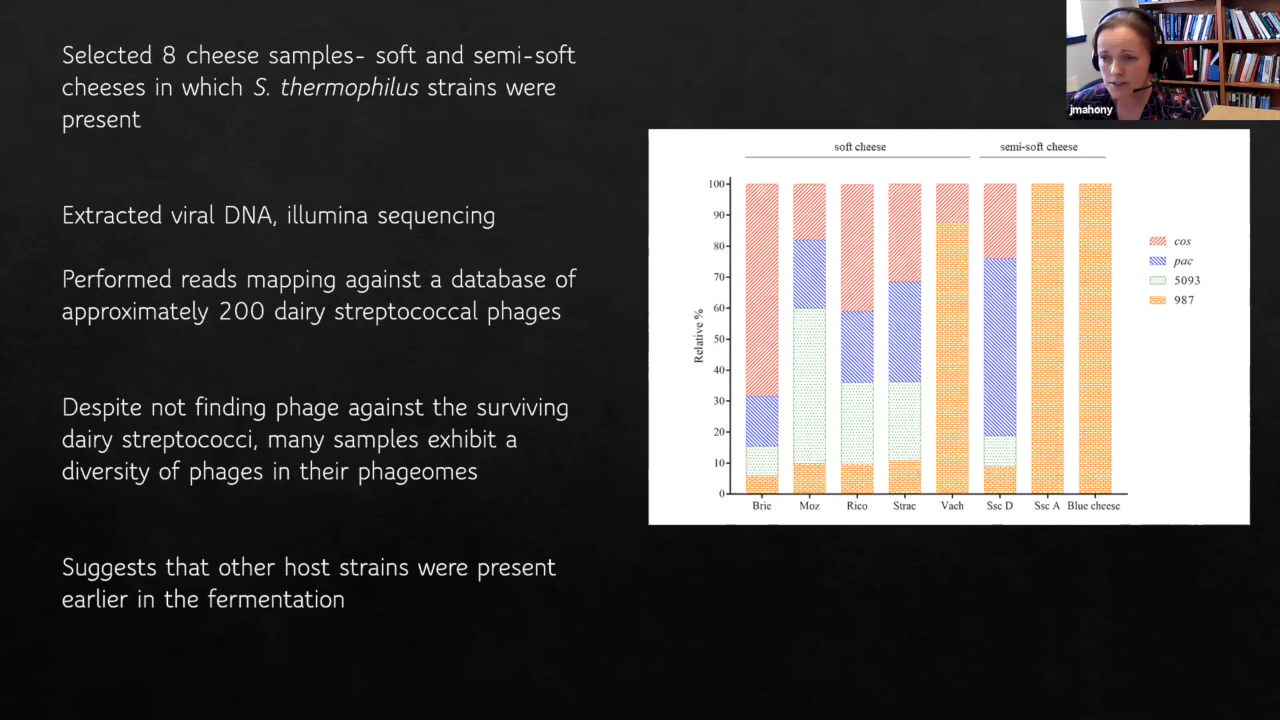 Selected 8 cheese samples- soft and semi-soft
cheeses in which S. thermophilus strains were
present
Extracted viral DNA, illumina sequencing
Performed reads mapping against a database of
approximately 200 dairy streptococcal phages
Despite not finding phage against the surviving
dairy streptococci, many samples exhibit a
diversity of phages in their phageomes
Suggests that other host strains were present
earlier in the fermentation
jmahony
soft cheese
semi-soft cheese
Relative %
100
90
80
70
60
50
40
30
20
10
0
Brie Moz Rico Strac Vach Ssc D Ssc A Blue cheese
cos
pac
5093
987